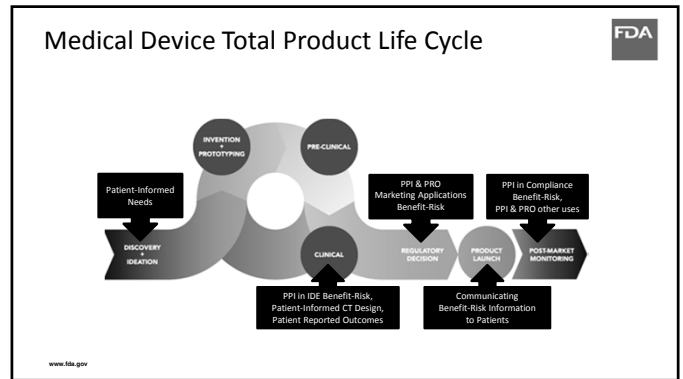 Medical Device Total Product Life Cycle
FDA
INVENTION
+
PROTOTYPING
PRE-CLINICAL
Patient-Informed
Needs
PPI & PRO
Marketing Applications
Benefit-Risk
PPI in Compliance
Benefit-Risk,
PPI & PRO other uses
DISCOVERY
+
IDEATION
CLINICAL
REGULATORY
DECISION
PRODUCT
LAUNCH
POST-MARKET
MONITORING
PPI in IDE Benefit-Risk,
Patient-Informed CT Design,
Patient Reported Outcomes
Communicating
Benefit-Risk Information
to Patients
www.fda.gov